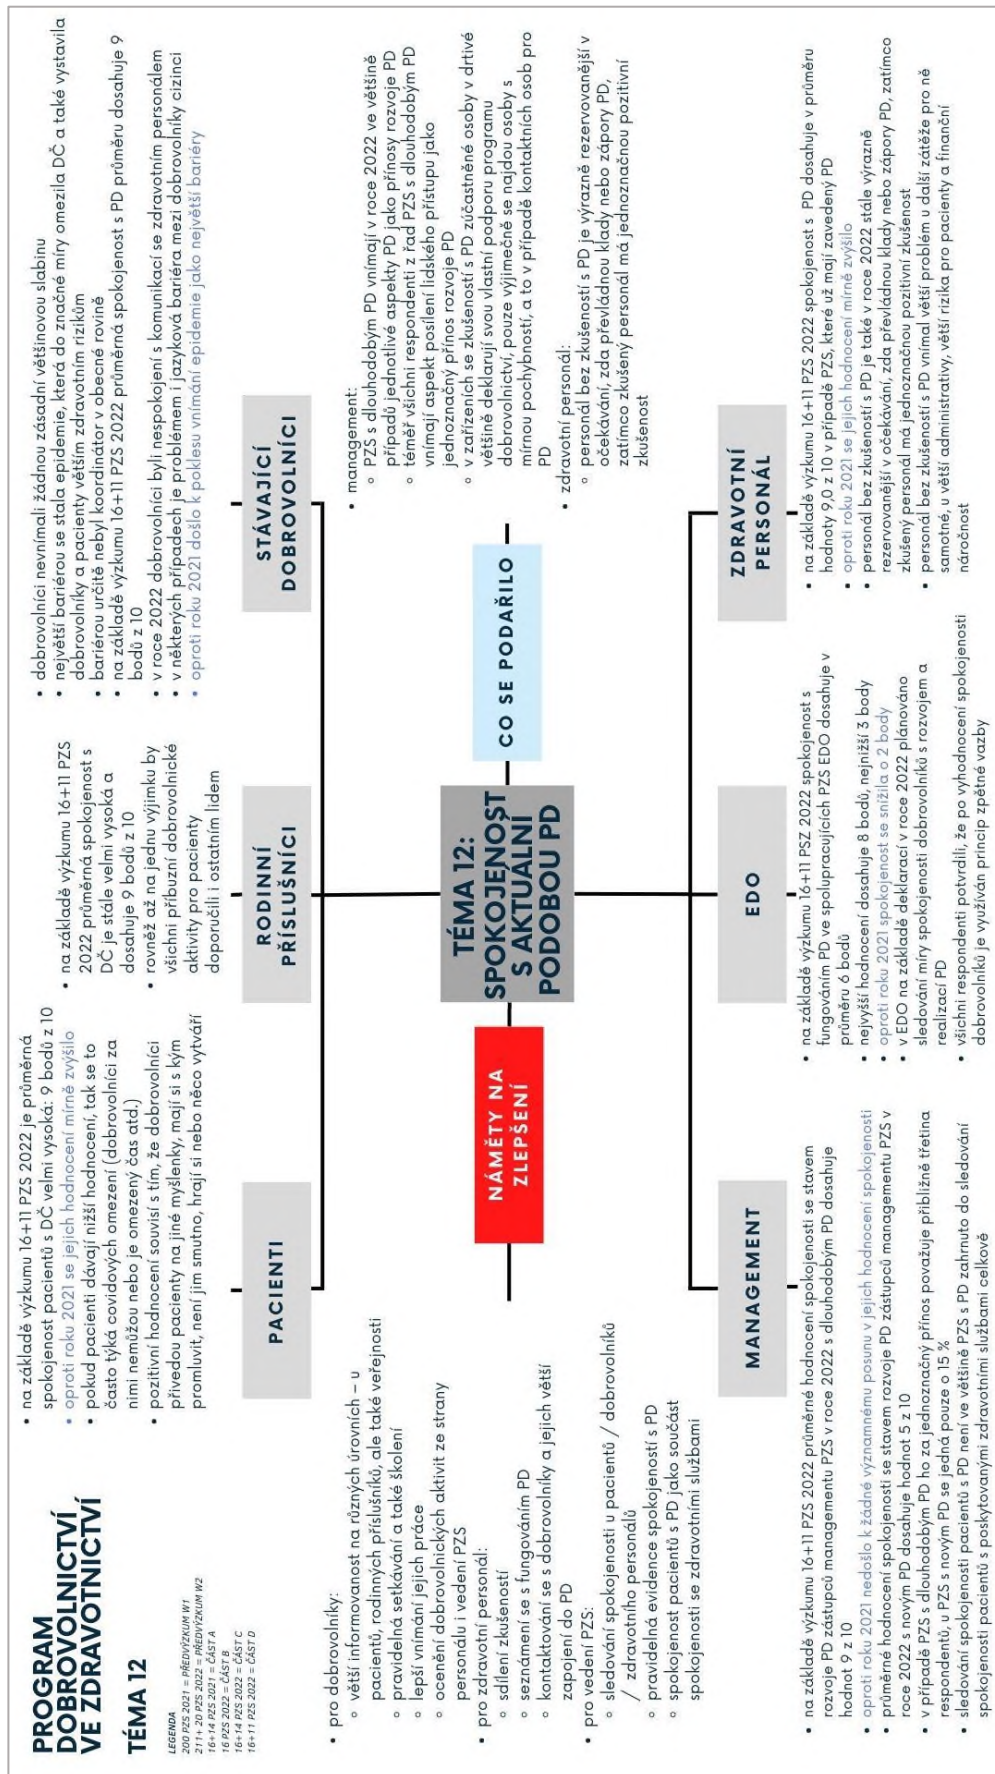 PROGRAM
DOBROVOLNICTVÍ
VE ZDRAVOTNICTVÍ
TÉMA 12
LEGENDA
200 PZS 2021 = PŘEDVÝZKUM W1
211+ 20 PZS 2022 = PŘEDVÝZKUM W2
16+14 PZS 2021 = ČÁST A
16 PZS 2022 = ČÁST B
16+14 PZS 2022 = ČÁST C
16+11 PZS 2022 = ČÁST D
• na základě výzkumu 16+11 PZS 2022 je průměrná
spokojenost pacientů s DČ velmi vysoká: 9 bodů z 10
• oproti roku 2021 se jejich hodnocení mírně zvýšilo
• pokud pacienti dávají nižší hodnocení, tak se to
často týká covidových omezení (dobrovolníci za
nimi nemůžou nebo je omezený čas atd.)
• pozitivní hodnocení souvisí s tím, že dobrovolníci
přivedou pacienty na jiné myšlenky, mají si s kým
promluvit, není jim smutno, hrají si nebo něco vytváří
PACIENTI
• na základě výzkumu 16+11 PZS
2022 průměrná spokojenost s
DČ je stále velmi vysoká a
dosahuje 9 bodů z 10
• rovněž až na jednu výjimku by
všichni příbuzní dobrovolnické
aktivity pro pacienty
doporučili i ostatním lidem
RODINNÍ
PŘÍSLUŠNÍCI
• dobrovolníci nevnímali žádnou zásadní většinovou slabinu
• největší bariérou se stala epidemie, která do značné míry omezila DČ a také vystavila
dobrovolníky a pacienty větším zdravotním rizikům
• bariérou určitě nebyl koordinátor v obecné rovině
• na základě výzkumu 16+11 PZS 2022 průměrná spokojenost s PD průměru dosahuje 9
bodů z 10
• v roce 2022 dobrovolníci byli nespokojení s komunikací se zdravotním personálem
• v některých případech je problémem i jazyková bariéra mezi dobrovolníky cizinci
• oproti roku 2021 došlo k poklesu vnímání epidemie jako největší bariéry
STÁVAJÍCÍ
DOBROVOLNÍCI
• pro dobrovolníky:
◦ větší informovanost na různých úrovních – u
pacientů, rodinných příslušníků, ale také veřejnosti
◦ pravidelná setkávání a také školení
◦ lepší vnímání jejich práce
◦ ocenění dobrovolnických aktivit ze strany
personálu i vedení PZS
• pro zdravotní personál:
◦ sdílení zkušeností
◦ seznámení se s fungováním PD
◦ kontaktování se s dobrovolníky a jejich větší
zapojení do PD
• pro vedení PZS:
◦ sledování spokojenosti u pacientů / dobrovolníků
/ zdravotního personálů
◦ pravidelná evidence spokojenosti s PD
◦ spokojenost pacientů s PD jako součást
spokojenosti se zdravotními službami
NÁMĚTY NA
ZLEPŠENÍ
TÉMA 12:
SPOKOJENOST
S AKTUÁLNÍ
PODOBOU PD
CO SE PODAŘILO
• management:
◦ PZS s dlouhodobým PD vnímají v roce 2022 ve většině
případů jednotlivé aspekty PD jako přínosy rozvoje PD
◦ téměř všichni respondenti z řad PZS s dlouhodobým PD
vnímají aspekt posílení lidského přístupu jako
jednoznačný přínos rozvoje PD
◦ v zařízeních se zkušeností s PD zúčastněné osoby v drtivé
většině deklarují svou vlastní podporu programu
dobrovolnictví, pouze výjimečně se najdou osoby s
mírnou pochybností, a to v případě kontaktních osob pro
PD
• zdravotní personál:
◦ personál bez zkušeností s PD je výrazně rezervovanější v
očekávání, zda převládnou klady nebo zápory PD,
zatímco zkušený personál má jednoznačnou pozitivní
zkušenost
MANAGEMENT
• na základě výzkumu 16+11 PZS 2022 průměrné hodnocení spokojenosti se stavem
rozvoje PD zástupců managementu PZS v roce 2022 s dlouhodobým PD dosahuje
hodnot 9 z 10
• oproti roku 2021 nedošlo k žádné významnému posunu v jejich hodnocení spokojenosti
• průměrné hodnocení spokojenosti se stavem rozvoje PD zástupců managementu PZS v
roce 2022 s novým PD dosahuje hodnot 5 z 10
• v případě PZS s dlouhodobým PD ho za jednoznačný přínos považuje přibližně třetina
respondentů, u PZS s novým PD se jedná pouze o 15 %
• sledování spokojenosti pacientů s PD není ve většině PZS s PD zahrnuto do sledování
spokojenosti pacientů s poskytovanými zdravotními službami celkově
EDO
• na základě výzkumu 16+11 PSZ 2022 spokojenost s
fungováním PD ve spolupracujících PZS EDO dosahuje v
průměru 6 bodů
• nejvyšší hodnocení dosahuje 8 bodů, nejnižší 3 body
• oproti roku 2021 spokojenost se snížila o 2 body
• v EDO na základě deklarací v roce 2022 plánováno
sledování míry spokojenosti dobrovolníků s rozvojem a
realizací PD
• všichni respondenti potvrdili, že po vyhodnocení spokojenosti
dobrovolníků je využíván princip zpětné vazby
ZDRAVOTNÍ
PERSONÁL
• na základě výzkumu 16+11 PZS 2022 spokojenost s PD dosahuje v průměru
hodnoty 9,0 z 10 v případě PZS, které už mají zavedený PD
• oproti roku 2021 se jejich hodnocení mírně zvýšilo
• personál bez zkušeností s PD je také v roce 2022 stále výrazně
rezervovanější v očekávání, zda převládnou klady nebo zápory PD, zatímco
zkušený personál má jednoznačnou pozitivní zkušenost
• personál bez zkušeností s PD vnímal větší problém u další zátěže pro ně
samotné, u větší administrativy, větší rizika pro pacienty a finanční
náročnost